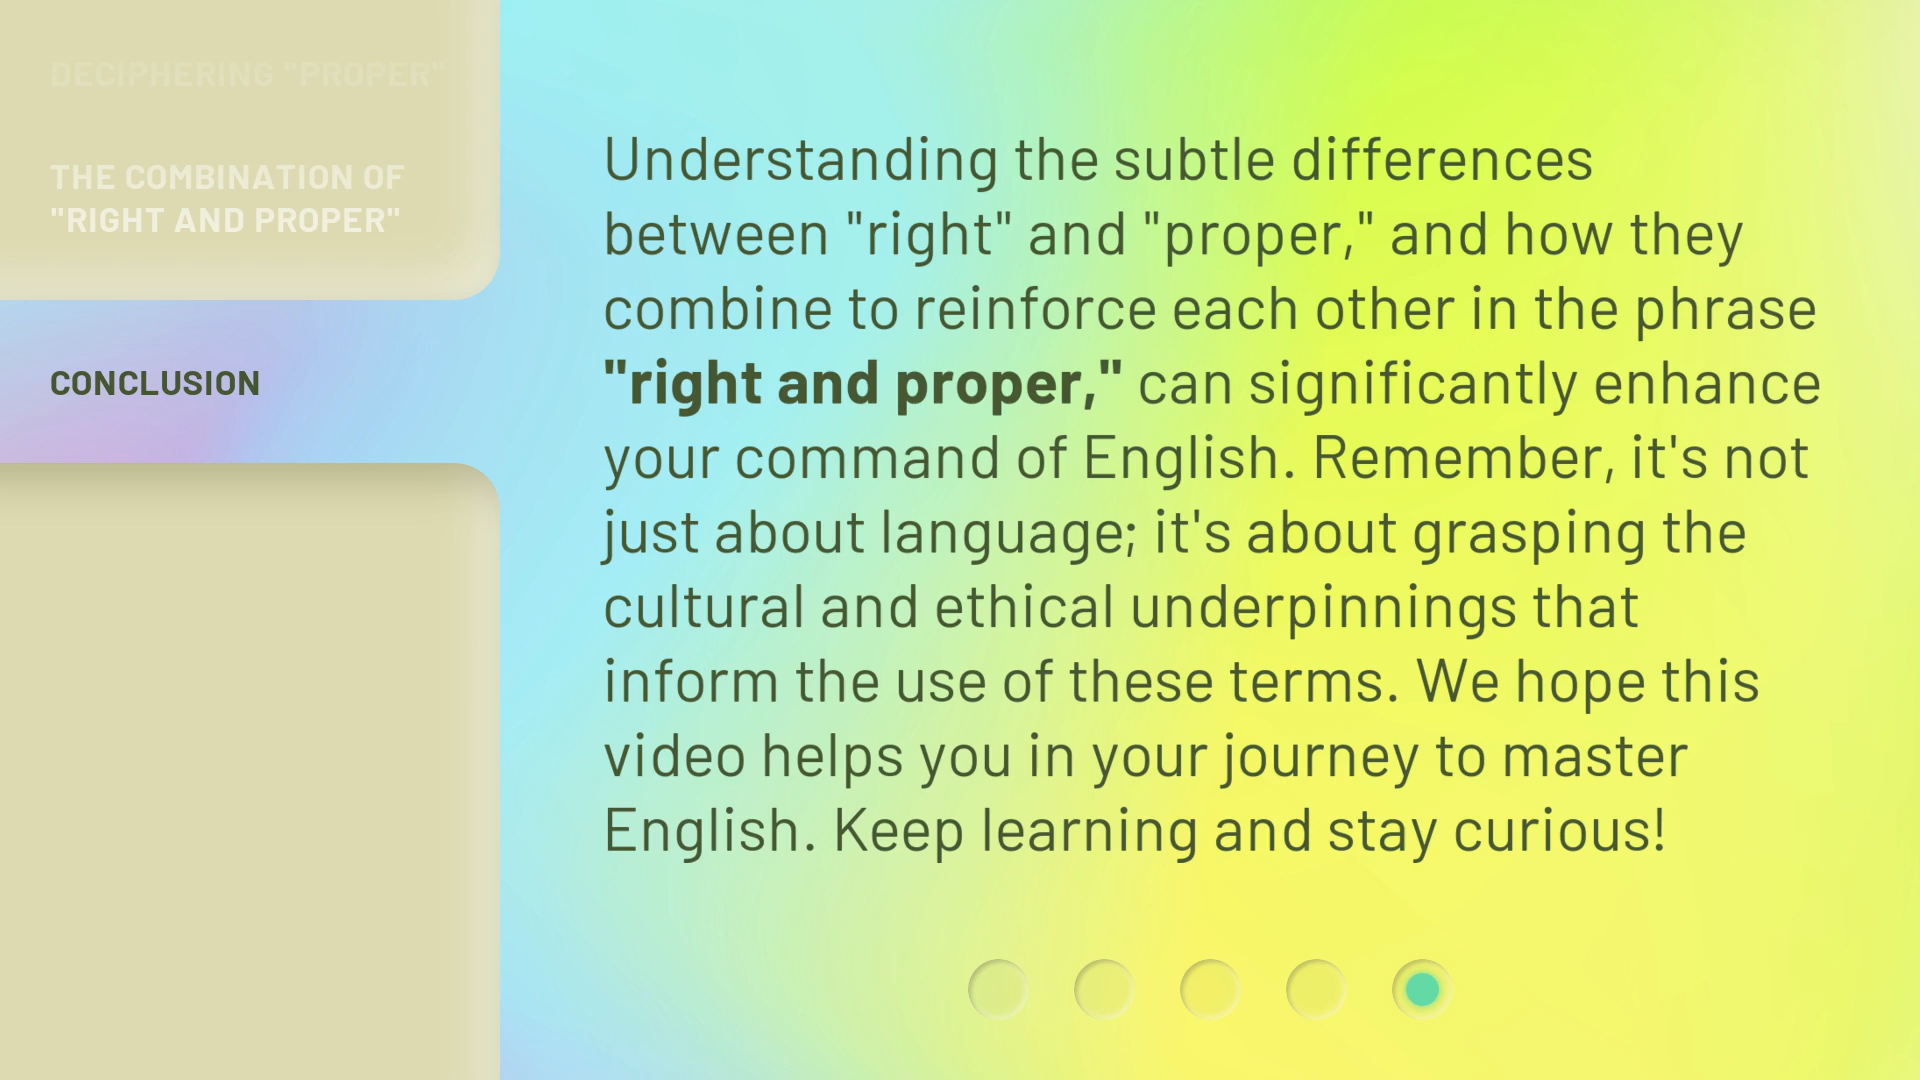 DECIPHERING "PROPER"
THE COMBINATION OF
"RIGHT AND PROPER"
CONCLUSION
Understanding the subtle differences
between "right" and "proper," and how they
combine to reinforce each other in the phrase
"right and proper," can significantly enhance
your command of English. Remember, it's not
just about language; it's about grasping the
cultural and ethical underpinnings that
inform the use of these terms. We hope this
video helps you in your journey to master
English. Keep learning and stay curious!